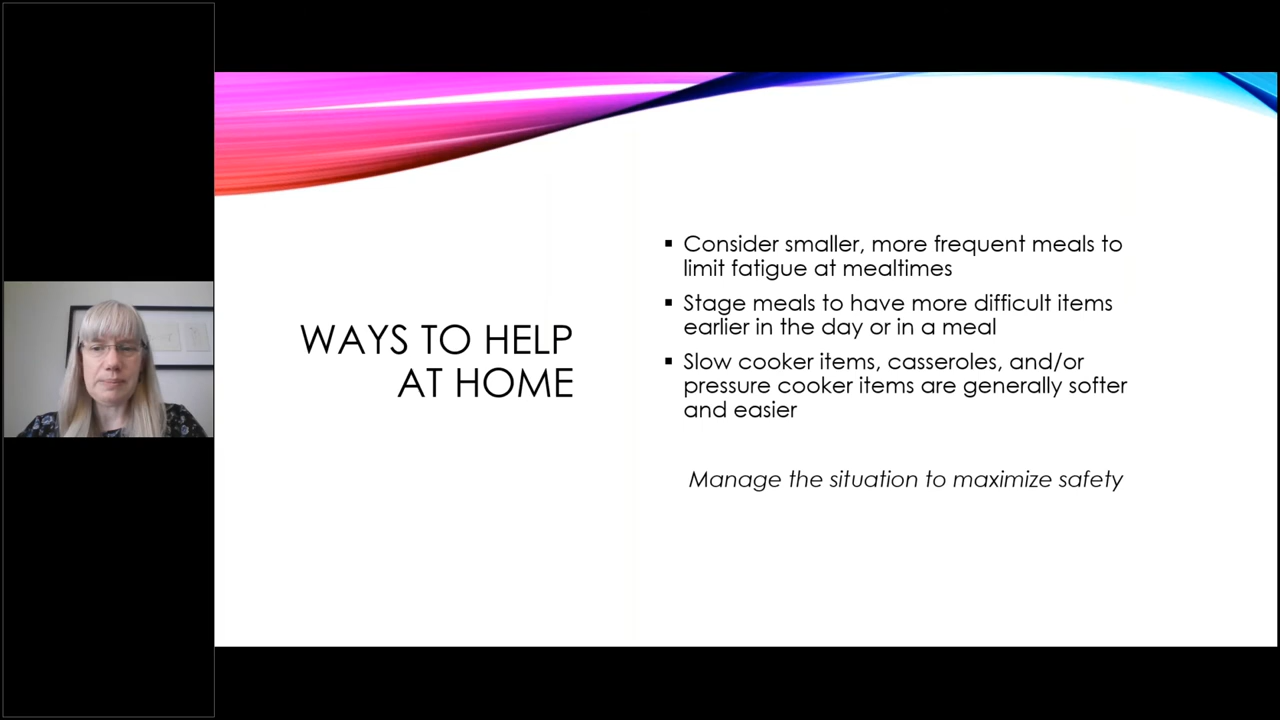 WAYS TO HELP
AT HOME
▪ Consider smaller, more frequent meals to
limit fatigue at mealtimes
▪ Stage meals to have more difficult items
earlier in the day or in a meal
▪ Slow cooker items, casseroles, and/or
pressure cooker items are generally softer
and easier
Manage the situation to maximize safety